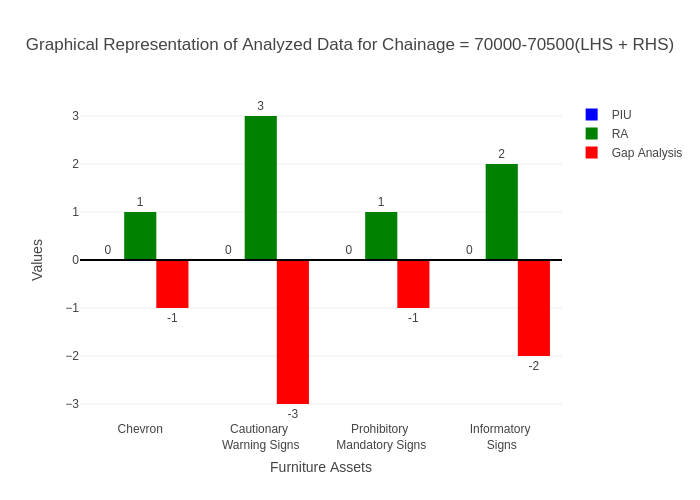 Graphical Representation of Analyzed Data for Chainage = 70000-70500(LHS + RHS)
PIU
RA
Gap Analysis
3
2
1
0
−1
−2
−3
Values
0
1
-1
0
3
-3
0
1
-1
0
2
-2
Chevron
Cautionary
Warning Signs
Prohibitory
Mandatory Signs
Informatory
Signs
Furniture Assets